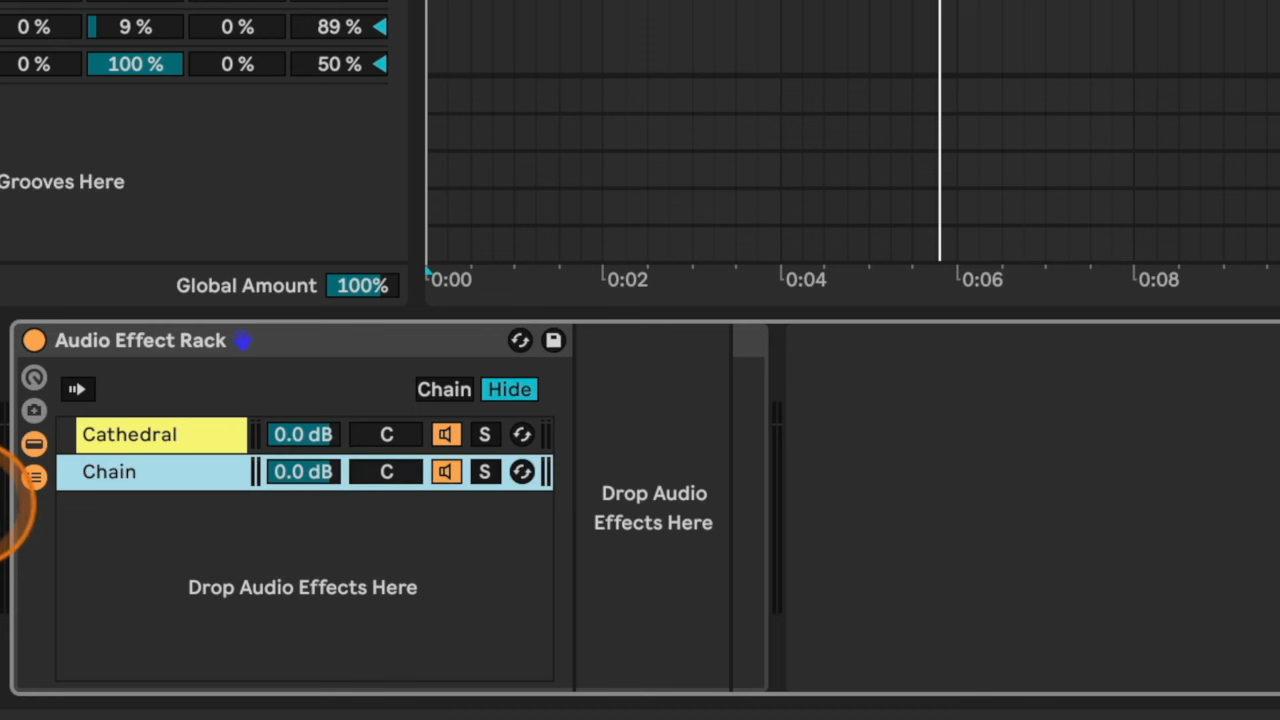 0 % 9 % 0 % 89 %
0 % 100 % 0 % 50 %
Grooves Here
Global Amount 100%
0:00 0:02 0:04 0:06 0:08
Audio Effect Rack
Chain Hide
Cathedral 0.0 dB C S
Chain 0.0 dB C S
Drop Audio
Effects Here
Drop Audio Effects Here